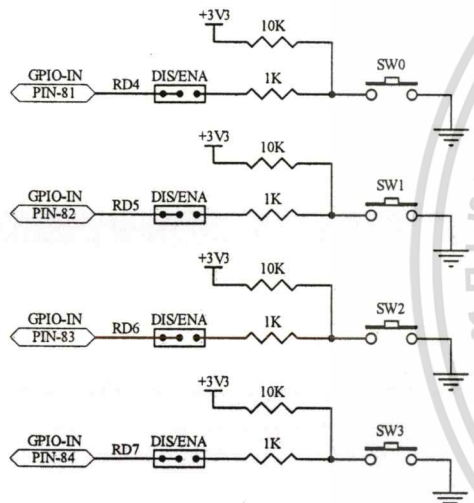 +3V3
10K
GPIO-IN
PIN-81
RD4
DIS/ENA
1K
SW0
+3V3
10K
GPIO-IN
PIN-82
RD5
DIS/ENA
1K
SW1
+3V3
10K
GPIO-IN
PIN-83
RD6
DIS/ENA
1K
SW2
+3V3
10K
GPIO-IN
PIN-84
RD7
DIS/ENA
1K
SW3